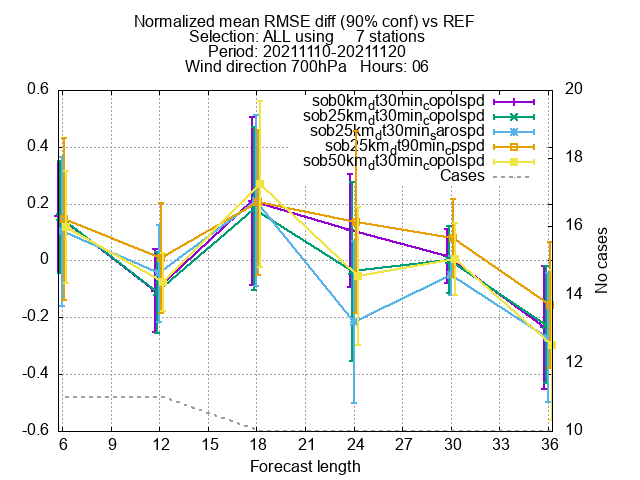 Normalized mean RMSE diff (90% conf) vs REF
Selection: ALL using 7 stations
Period: 20211110-20211120
Wind direction 700hPa Hours: 06
sob0km_dt30min_copolspd
sob25km_dt30min_copolspd
sob25km_dt30min_sarospd
sob25km_dt90min_cpspd
sob50km_dt30min_copolspd
Cases
0.6
0.4
0.2
0
-0.2
-0.4
-0.6
20
18
16
14
12
10
No cases
6 9 12 15 18 21 24 27 30 33 36
Forecast length